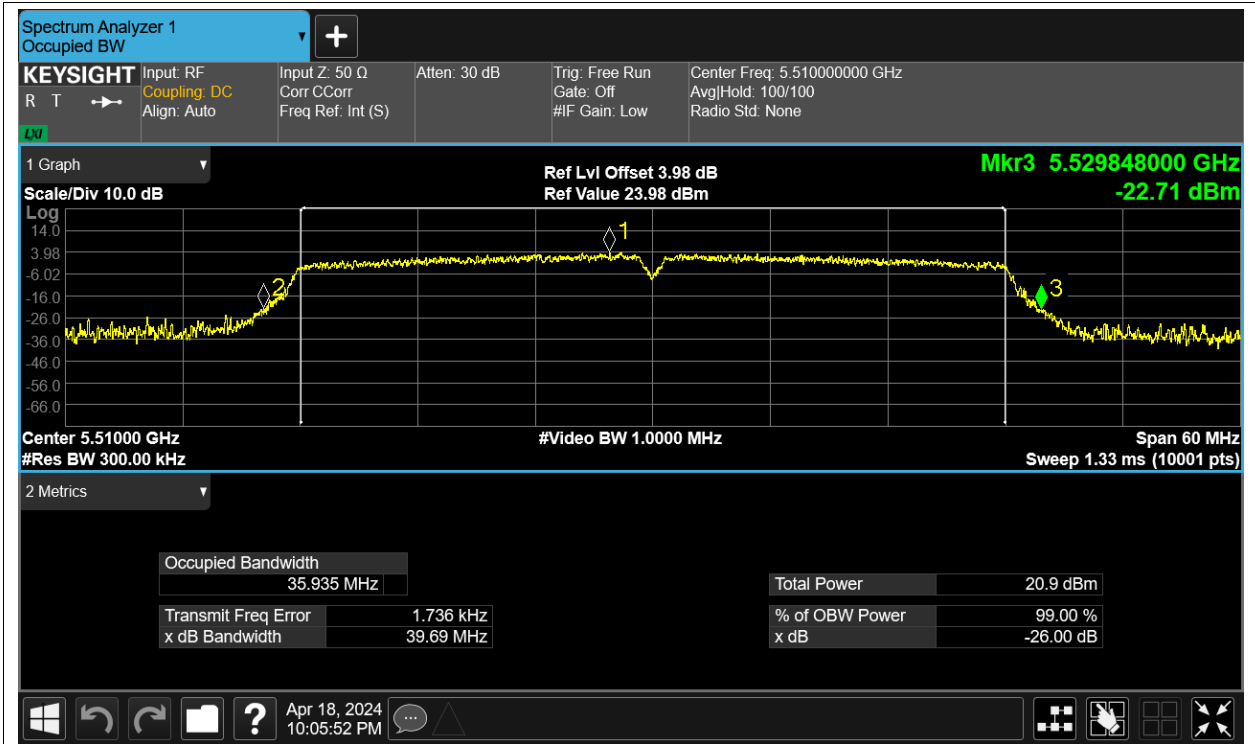 Spectrum Analyzer 1
Occupied BW
+
KEYSIGHT
R T
LXI
Input: RF
Coupling: DC
Align: Auto
Input Z: 50 Ω
Corr CCorr
Freq Ref: Int (S)
Atten: 30 dB
Trig: Free Run
Gate: Off
#IF Gain: Low
Center Freq: 5.510000000 GHz
Avg|Hold: 100/100
Radio Std: None
1 Graph
Scale/Div 10.0 dB
Ref Lvl Offset 3.98 dB
Ref Value 23.98 dBm
Mkr3 5.529848000 GHz
-22.71 dBm
Log
14.0
3.98
-6.02
-16.0
-26.0
-36.0
-46.0
-56.0
-66.0
1
2
3
Center 5.51000 GHz
#Video BW 1.0000 MHz
Span 60 MHz
#Res BW 300.00 kHz
Sweep 1.33 ms (10001 pts)
2 Metrics
Occupied Bandwidth
35.935 MHz
Transmit Freq Error 1.736 kHz
x dB Bandwidth 39.69 MHz
Total Power 20.9 dBm
% of OBW Power 99.00 %
x dB -26.00 dB
?
Apr 18, 2024
10:05:52 PM